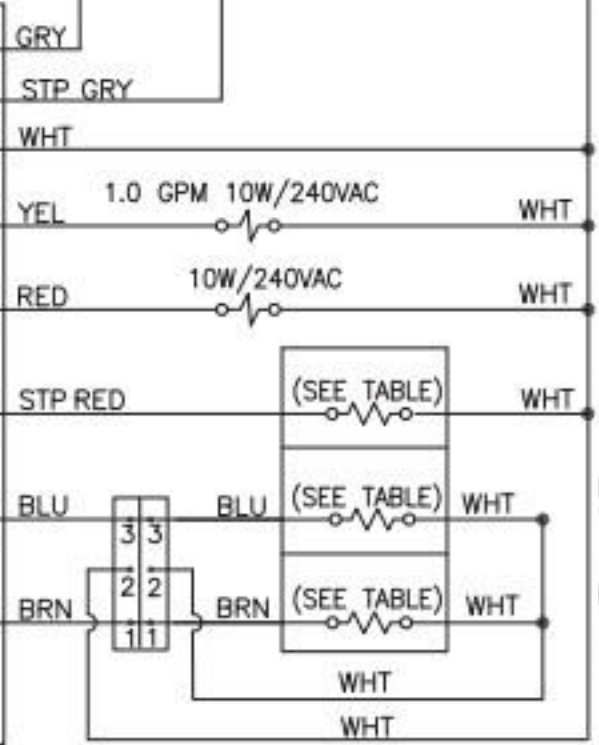 GRY
STP GRY
WHT
1.0 GPM 10W/240VAC
YEL WHT
10W/240VAC
RED WHT
(SEE TABLE)
STP RED WHT
(SEE TABLE)
BLU BLU WHT
3 3
2 2
(SEE TABLE)
BRN BRN WHT
1 1
WHT
WHT